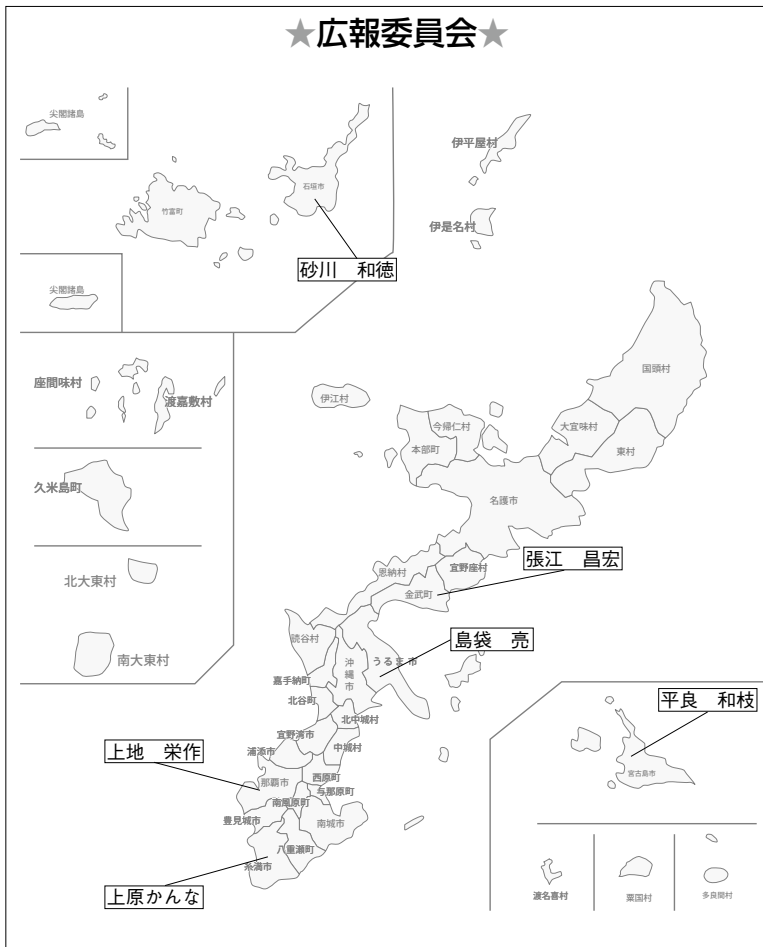 ★広報委員会★
尖閣諸島
石垣市
竹富町
砂川　和徳
尖閣諸島
伊平屋村
伊是名村
国頭村
座間味村
渡嘉敷村
伊江村
今帰仁村
大宜味村
本部町
東村
久米島町
名護市
張江　昌宏
恩納村
宜野座村
北大東村
金武町
島袋　亮
読谷村
うるま市
沖縄市
南大東村
嘉手納町
北谷町
平良　和枝
北中城村
宜野湾市
上地　栄作
浦添市
中城村
宮古島市
西原町
那覇市
与那原町
南風原町
豊見城市
南城市
八重瀬町
糸満市
上原かんな
渡名喜村
粟国村
多良間村